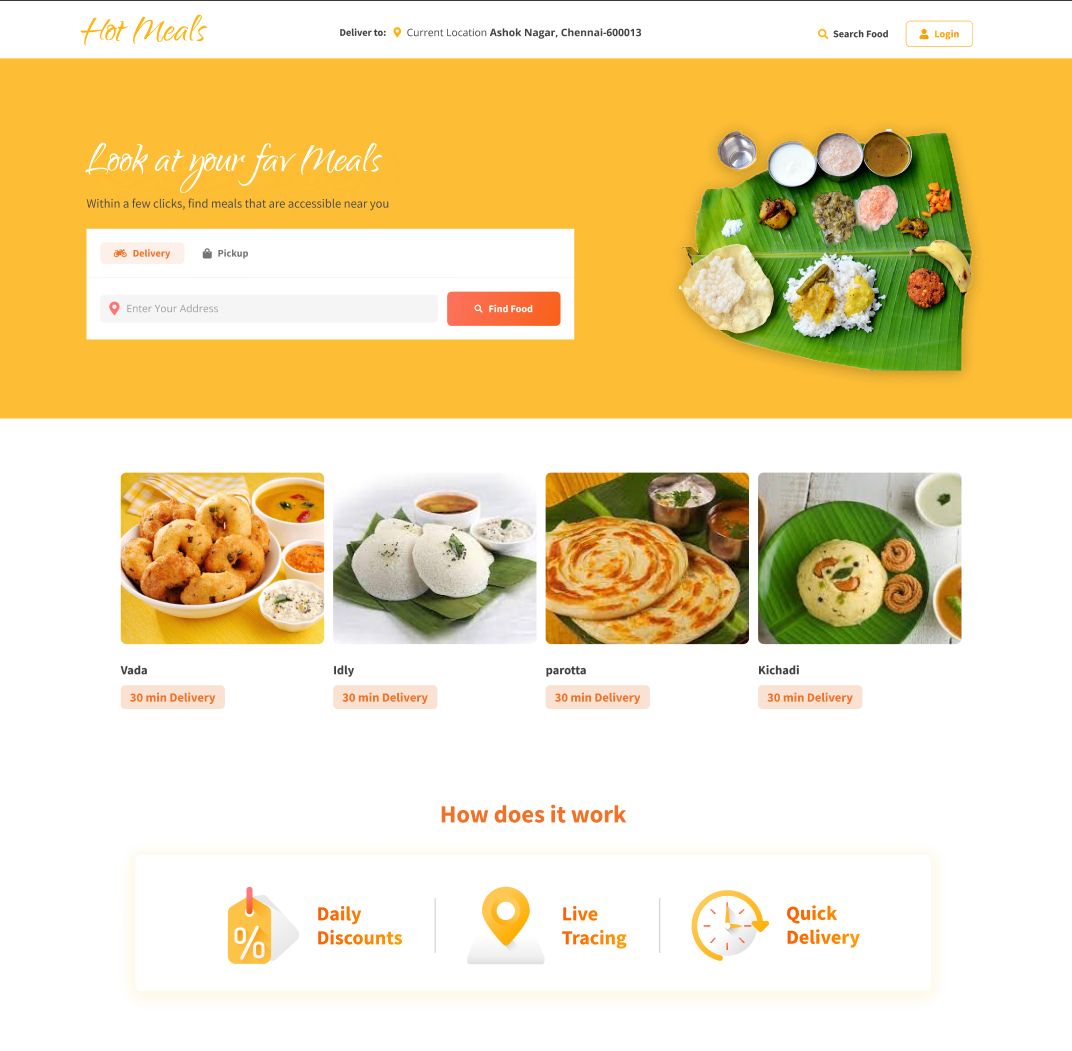 Hot Meals
Deliver to: Current Location Ashok Nagar, Chennai-600013
Search Food
Login
Look at your fav Meals
Within a few clicks, find meals that are accessible near you
Delivery
Pickup
Enter Your Address
Find Food
Vada
30 min Delivery
Idly
30 min Delivery
parotta
30 min Delivery
Kichadi
30 min Delivery
How does it work
%
Daily
Discounts
Live
Tracing
Quick
Delivery